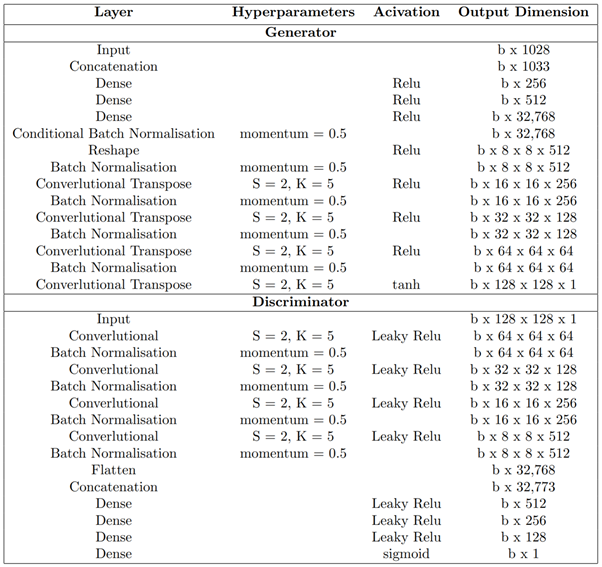 Layer Hyperparameters Acivation Output Dimension
Generator
Input b x 1028
Concatenation b x 1033
Dense Relu b x 256
Dense Relu b x 512
Dense Relu b x 32,768
Conditional Batch Normalisation momentum = 0.5 b x 32,768
Reshape Relu b x 8 x 8 x 512
Batch Normalisation momentum = 0.5 b x 8 x 8 x 512
Converlutional Transpose S = 2, K = 5 Relu b x 16 x 16 x 256
Batch Normalisation momentum = 0.5 b x 16 x 16 x 256
Converlutional Transpose S = 2, K = 5 Relu b x 32 x 32 x 128
Batch Normalisation momentum = 0.5 b x 32 x 32 x 128
Converlutional Transpose S = 2, K = 5 Relu b x 64 x 64 x 64
Batch Normalisation momentum = 0.5 b x 64 x 64 x 64
Converlutional Transpose S = 2, K = 5 tanh b x 128 x 128 x 1
Discriminator
Input b x 128 x 128 x 1
Converlutional S = 2, K = 5 Leaky Relu b x 64 x 64 x 64
Batch Normalisation momentum = 0.5 b x 64 x 64 x 64
Converlutional S = 2, K = 5 Leaky Relu b x 32 x 32 x 128
Batch Normalisation momentum = 0.5 b x 32 x 32 x 128
Converlutional S = 2, K = 5 Leaky Relu b x 16 x 16 x 256
Batch Normalisation momentum = 0.5 b x 16 x 16 x 256
Converlutional S = 2, K = 5 Leaky Relu b x 8 x 8 x 512
Batch Normalisation momentum = 0.5 b x 8 x 8 x 512
Flatten b x 32,768
Concatenation b x 32,773
Dense Leaky Relu b x 512
Dense Leaky Relu b x 256
Dense Leaky Relu b x 128
Dense sigmoid b x 1